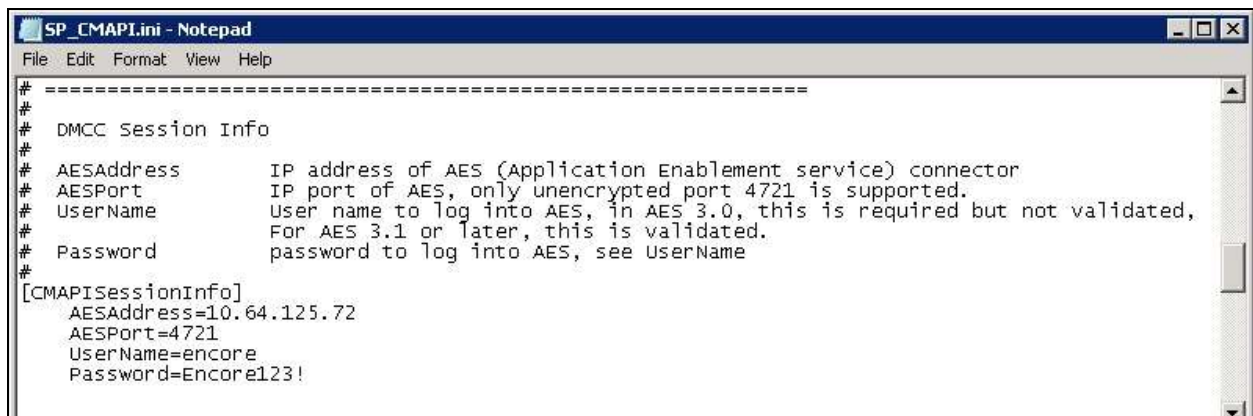 SP_CMAPI.ini - Notepad
File Edit Format View Help
# =============================================================
#
# DMCC Session Info
#
# AESAddress IP address of AES (Application Enablement service) connector
# AESPort IP port of AES, only unencrypted port 4721 is supported.
# UserName User name to log into AES, in AES 3.0, this is required but not validated,
# For AES 3.1 or later, this is validated.
# Password password to log into AES, see UserName
#
[CMAPISessionInfo]
AESAddress=10.64.125.72
AESPort=4721
UserName=encore
Password=Encore123!